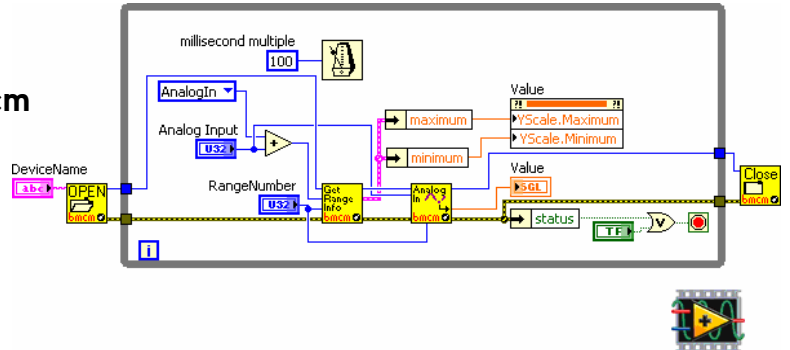 millisecond multiple
100
AnalogIn
cm
Analog Input
U32
maximum
minimum
Value
YScale.Maximum
YScale.Minimum
DeviceName
abc
OPEN
bmcm
RangeNumber
U32
Get
Range
Info
bmcm
Analog
In
bmcm
Value
SGL
status
TF
V
Close
bmcm
i